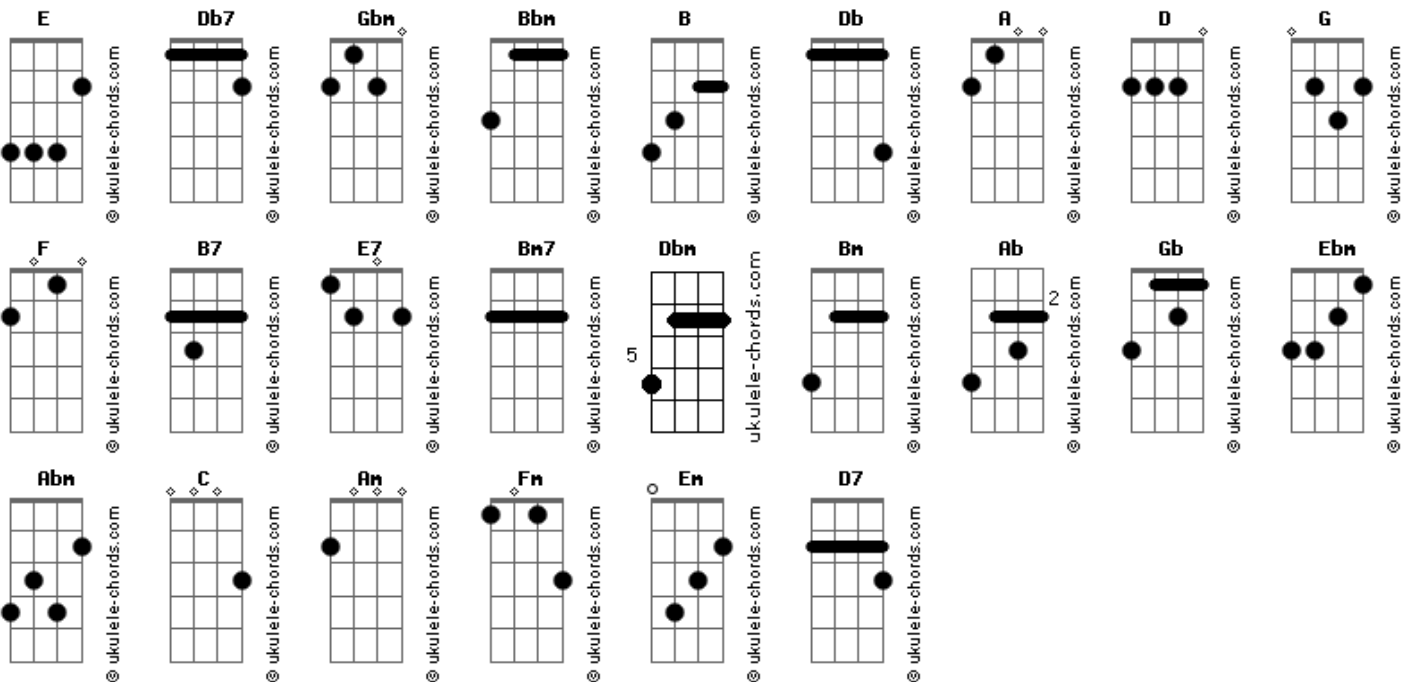 E Db7 Gbm Bbm B Db A D G
© ukulele-chords.com © ukulele-chords.com © ukulele-chords.com © ukulele-chords.com © ukulele-chords.com © ukulele-chords.com © ukulele-chords.com © ukulele-chords.com © ukulele-chords.com
F B7 E7 Bm7 Dbm Bm Ab Gb Ebm
5 2
© ukulele-chords.com © ukulele-chords.com © ukulele-chords.com © ukulele-chords.com ukulele-chords.com © ukulele-chords.com © ukulele-chords.com © ukulele-chords.com © ukulele-chords.com
Abm C Am Fm Em D7
© ukulele-chords.com © ukulele-chords.com © ukulele-chords.com © ukulele-chords.com © ukulele-chords.com © ukulele-chords.com